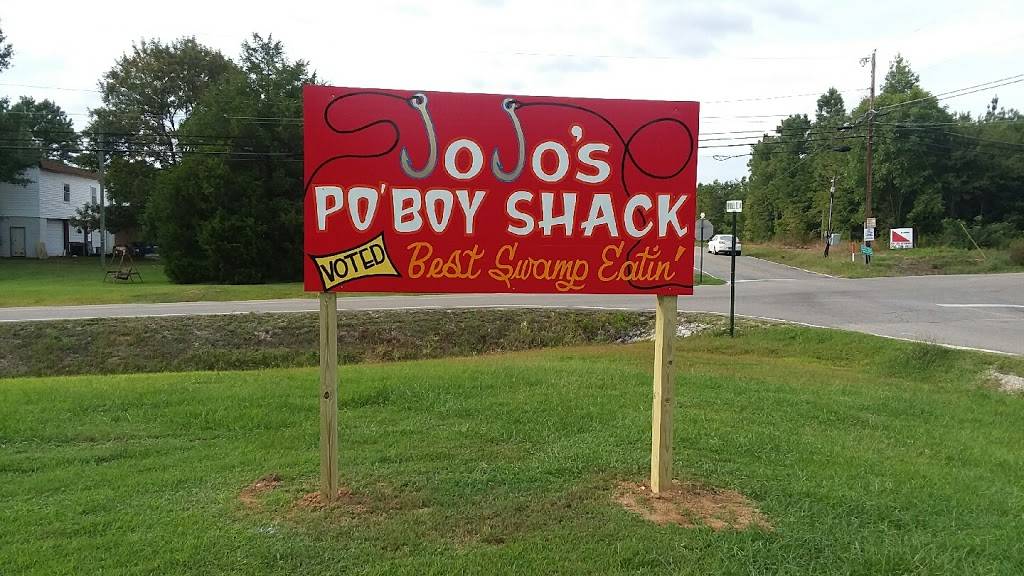 JoJo's
PO'BOY SHACK
VOTED Best Swamp Eatin'